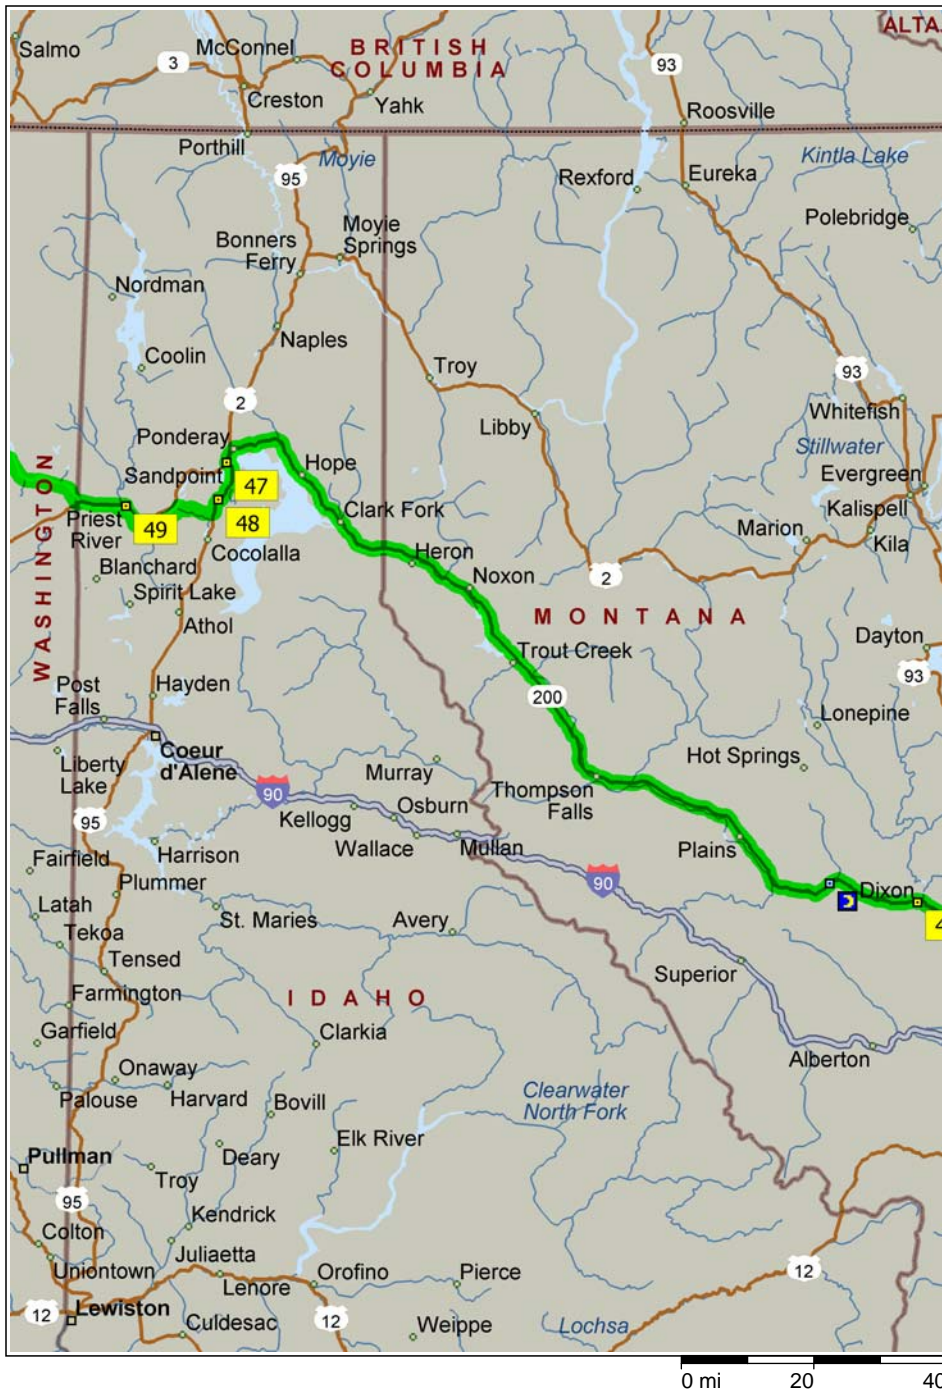 ALTA.
Salmo
McConnel
BRITISH
COLUMBIA
3
93
Creston
Yahk
Roosville
Porthill
Moyie
Kintla Lake
95
Rexford
Eureka
Polebridge
Moyie
Springs
Bonners
Ferry
Nordman
Naples
Coolin
Troy
93
2
Whitefish
Libby
Ponderay
Stillwater
Sandpoint
Hope
Evergreen
47
Kalispell
WASHINGTON
Priest
River
49
48
Clark Fork
Marion
Kila
Cocolalla
Heron
Blanchard
Noxon
2
Spirit Lake
MONTANA
Athol
Dayton
Trout Creek
93
Post
Falls
Hayden
200
Lonepine
Coeur
d'Alene
Liberty
Lake
Murray
Hot Springs
90
Thompson
Falls
Osburn
95
Kellogg
Wallace
Mullan
Plains
Harrison
Fairfield
90
Dixon
Plummer
Latah
St. Maries
Avery
4
Tekoa
Tensed
Superior
Farmington
IDAHO
Garfield
Clarkia
Alberton
Onaway
Palouse
Harvard
Bovill
Clearwater
North Fork
Elk River
Pullman
Deary
Troy
95
Kendrick
Colton
Juliaetta
Uniontown
Lenore
Orofino
Pierce
12
12
Lewiston
12
Culdesac
Weippe
Lochsa
0 mi 20 40